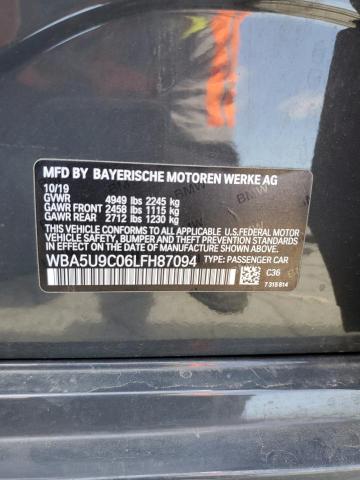 MFD BY BAYERISCHE MOTOREN WERKE AG
10/19
GVWR 4949 lbs 2245 kg
GAWR FRONT 2458 lbs 1115 kg
GAWR REAR 2712 lbs 1230 kg
THIS VEHICLE CONFORMS TO ALL APPLICABLE
U.S. FEDERAL MOTOR VEHICLE SAFETY, BUMPER,
AND THEFT PREVENTION STANDARDS IN EFFECT ON
THE DATE OF MANUFACTURE SHOWN ABOVE.
WBA5U9C06LFH87094 TYPE: PASSENGER CAR
C36
7 315 814